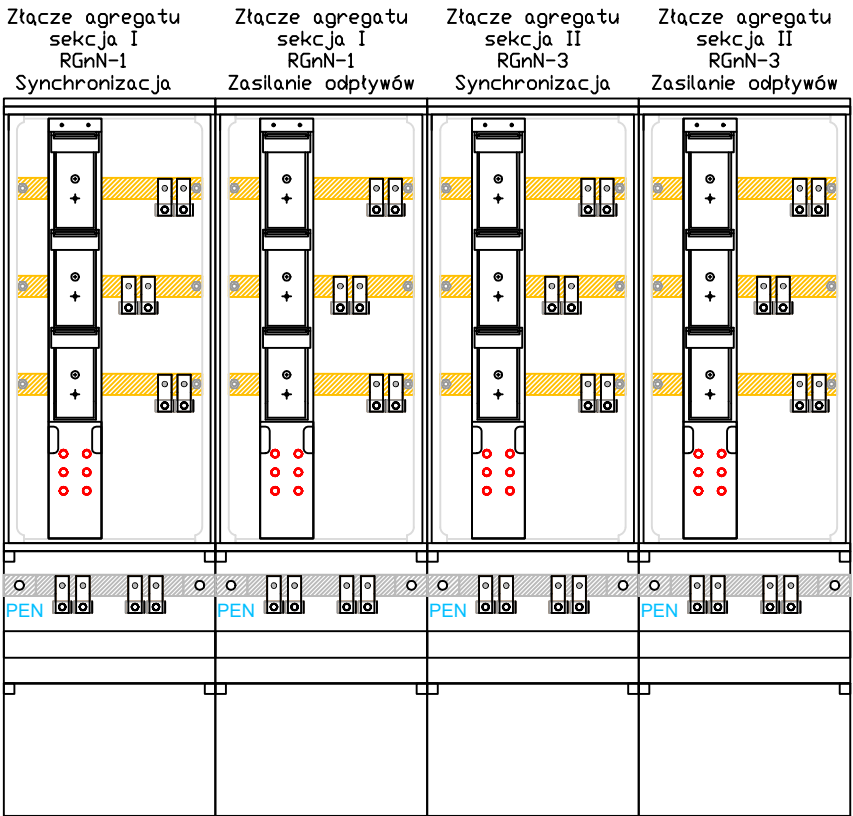 Złącze agregatu
sekcja I
RGnN-1
Synchronizacja
Złącze agregatu
sekcja I
RGnN-1
Zasilanie odpływów
Złącze agregatu
sekcja II
RGnN-3
Synchronizacja
Złącze agregatu
sekcja II
RGnN-3
Zasilanie odpływów
PEN
PEN
PEN
PEN